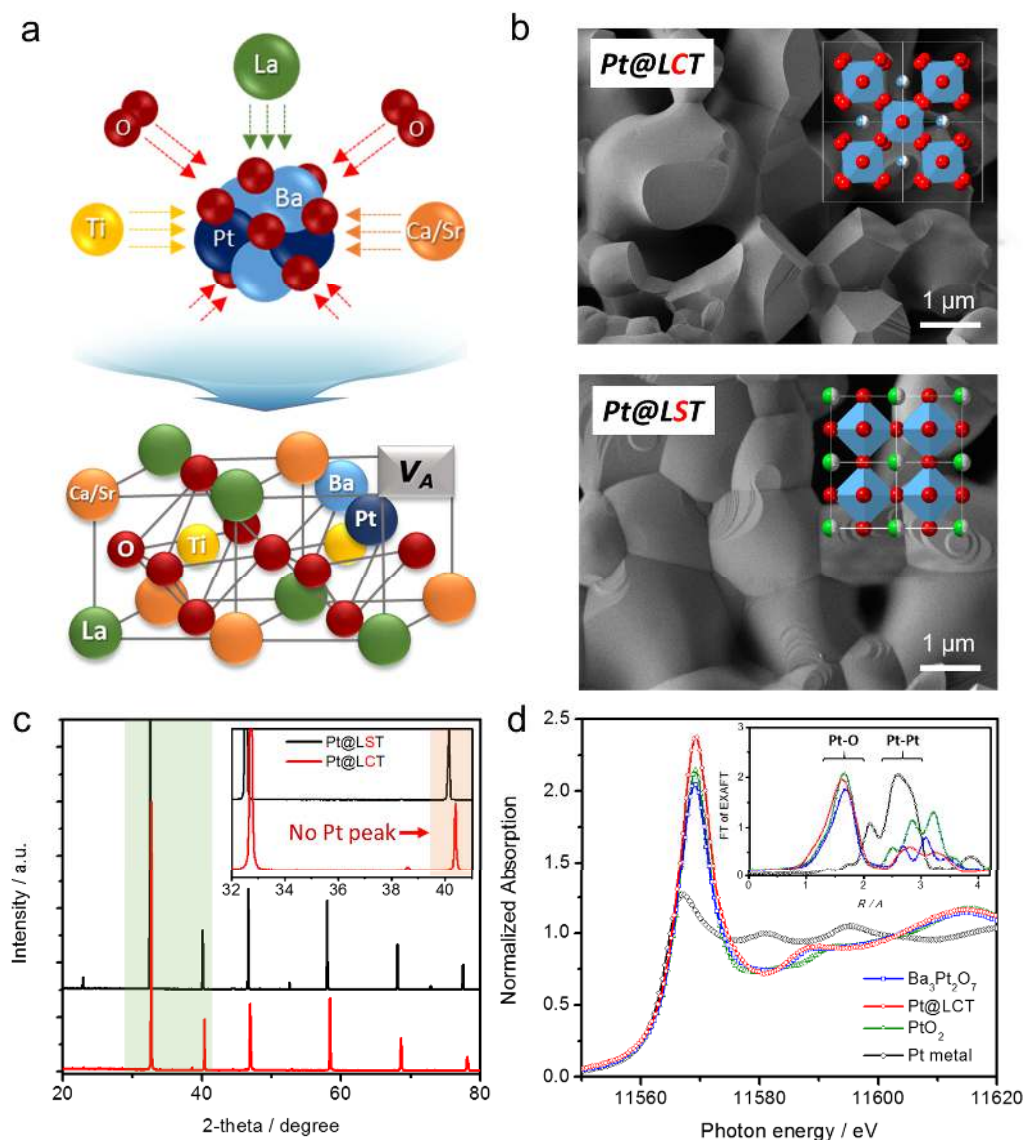 a
La
O
O
Ba
Ti
Pt
Ca/Sr
V_A
Ca/Sr
Ba
Pt
O
Ti
La
b
Pt@LCT
1 µm
Pt@LST
1 µm
c
Intensity / a.u.
Pt@LST
Pt@LCT
No Pt peak
32 34 36 38 40
20 40 60 80
2-theta / degree
d
Normalized Absorption
2.5
2.0
1.5
1.0
0.5
0.0
Pt-O Pt-Pt
FT of EXAFT
3
2
1
0
0 1 2 3 4
R / A
Ba₃Pt₂O₇
Pt@LCT
PtO₂
Pt metal
11560 11580 11600 11620
Photon energy / eV